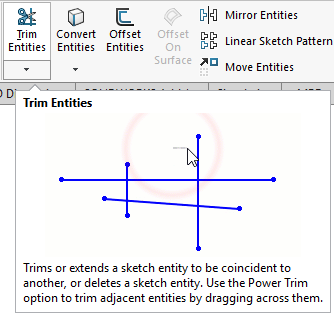 Trim Entities
Convert Entities
Offset Entities
Offset On Surface
Mirror Entities
Linear Sketch Pattern
Move Entities
Trim Entities
Trims or extends a sketch entity to be coincident to
another, or deletes a sketch entity. Use the Power Trim
option to trim adjacent entities by dragging across them.